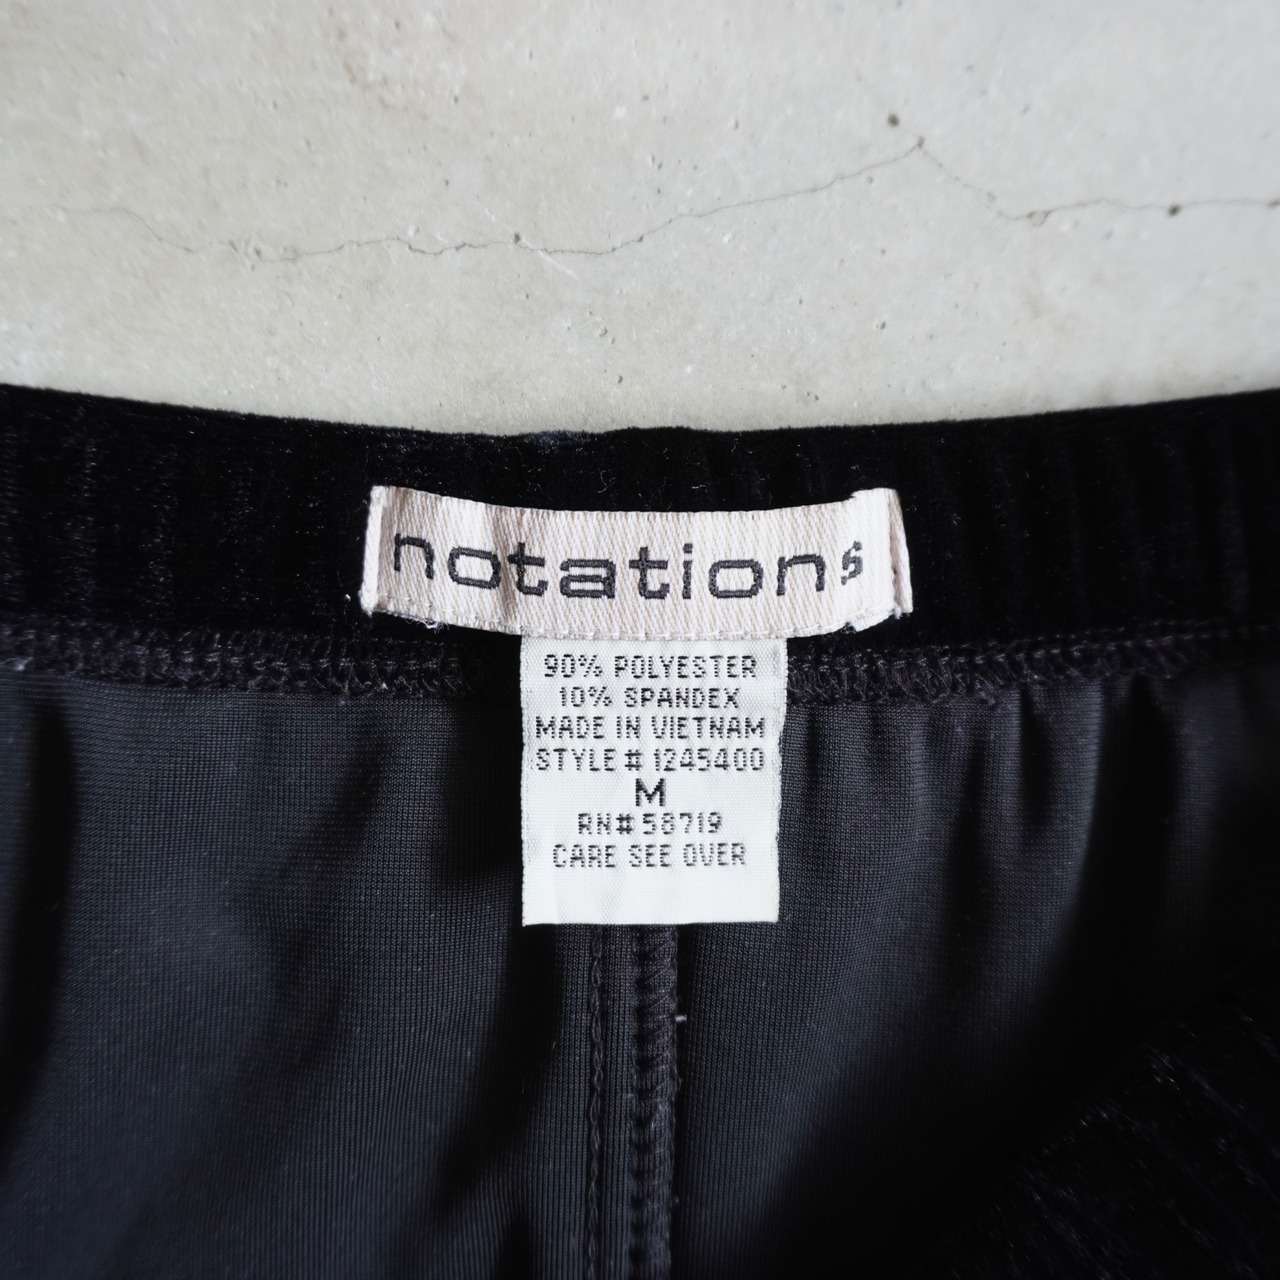 notations
90% POLYESTER
10% SPANDEX
MADE IN VIETNAM
STYLE # 1245400
M
RN# 58719
CARE SEE OVER